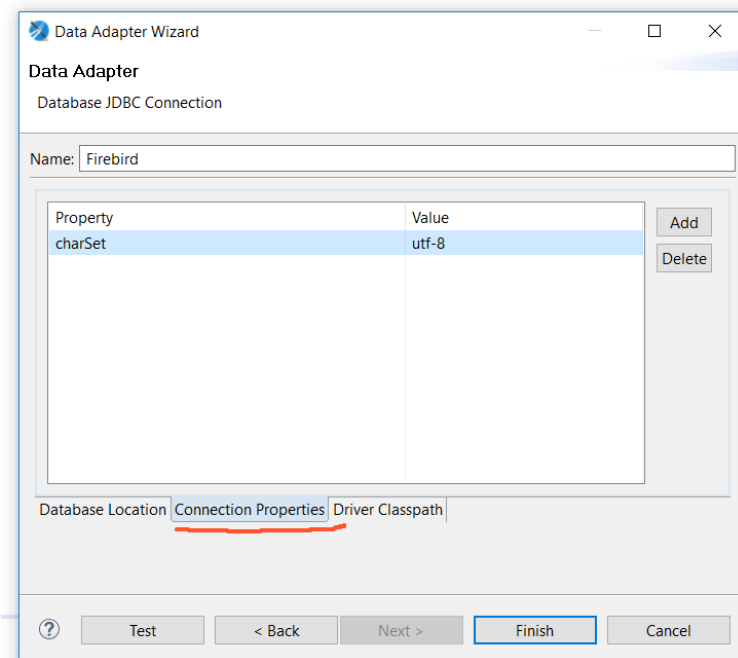 Data Adapter Wizard
Data Adapter
Database JDBC Connection
Name: Firebird
Property Value
charSet utf-8
Add
Delete
Database Location Connection Properties Driver Classpath
? Test < Back Next > Finish Cancel